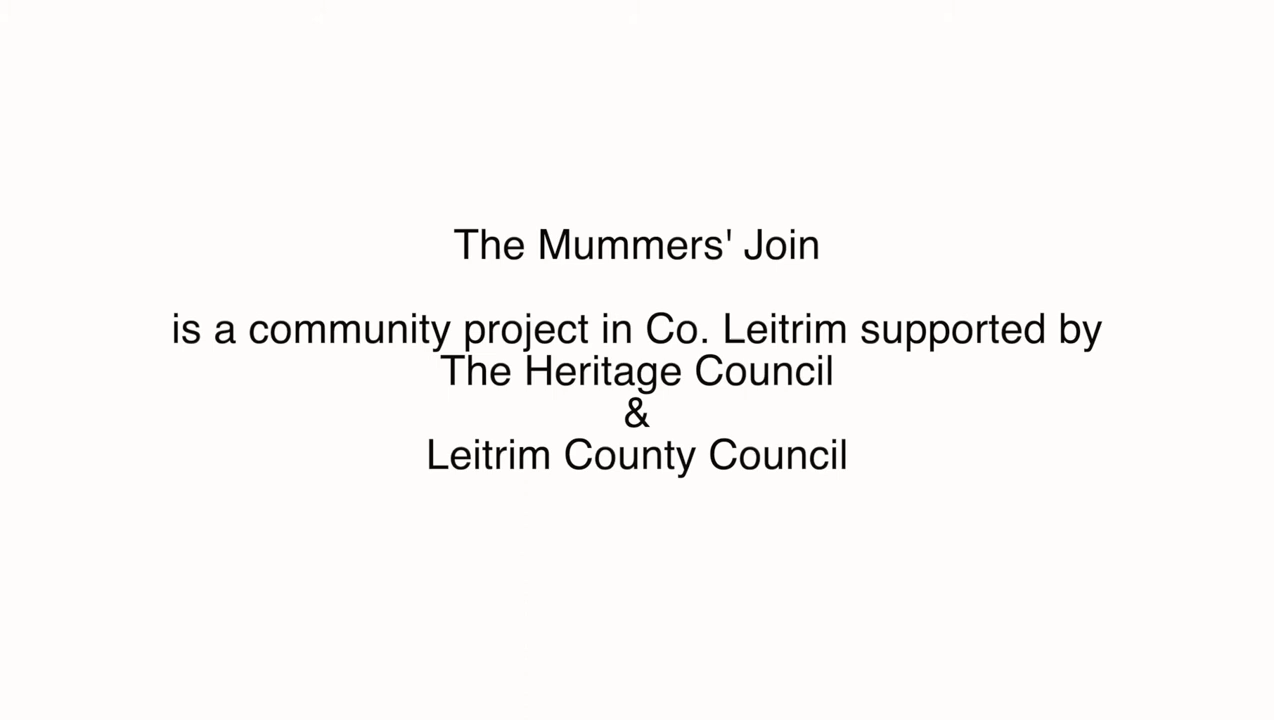 The Mummers' Join
is a community project in Co. Leitrim supported by
The Heritage Council
&
Leitrim County Council